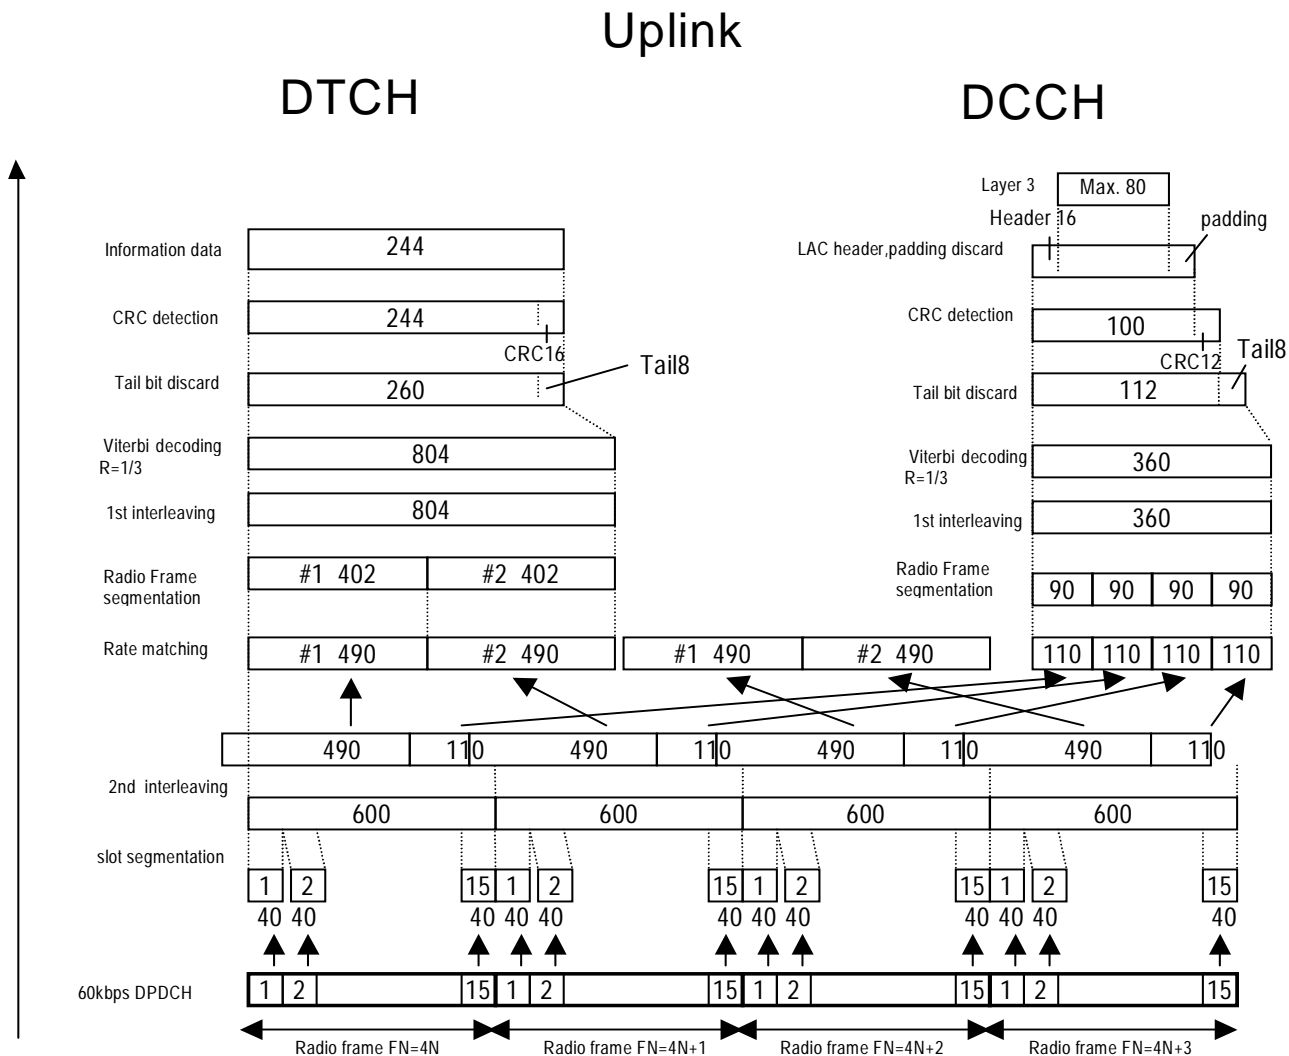 Uplink
DTCH
DCCH
Layer 3
Max. 80
Header 16
padding
Information data
244
LAC header,padding discard
CRC detection
244
CRC16
CRC detection
100
CRC12
Tail8
Tail8
Tail bit discard
260
Tail bit discard
112
Viterbi decoding
R=1/3
804
Viterbi decoding
R=1/3
360
1st interleaving
804
1st interleaving
360
Radio Frame
segmentation
#1 402
#2 402
Radio Frame
segmentation
90 90 90 90
Rate matching
#1 490
#2 490
#1 490
#2 490
110 110 110 110
490 110 490 110 490 110 490 110
2nd interleaving
600 600 600 600
slot segmentation
1 2 15 1 2 15 1 2 15 1 2 15
40 40 40 40 40 40 40 40 40 40 40 40
60kbps DPDCH
1 2 15 1 2 15 1 2 15 1 2 15
Radio frame FN=4N
Radio frame FN=4N+1
Radio frame FN=4N+2
Radio frame FN=4N+3